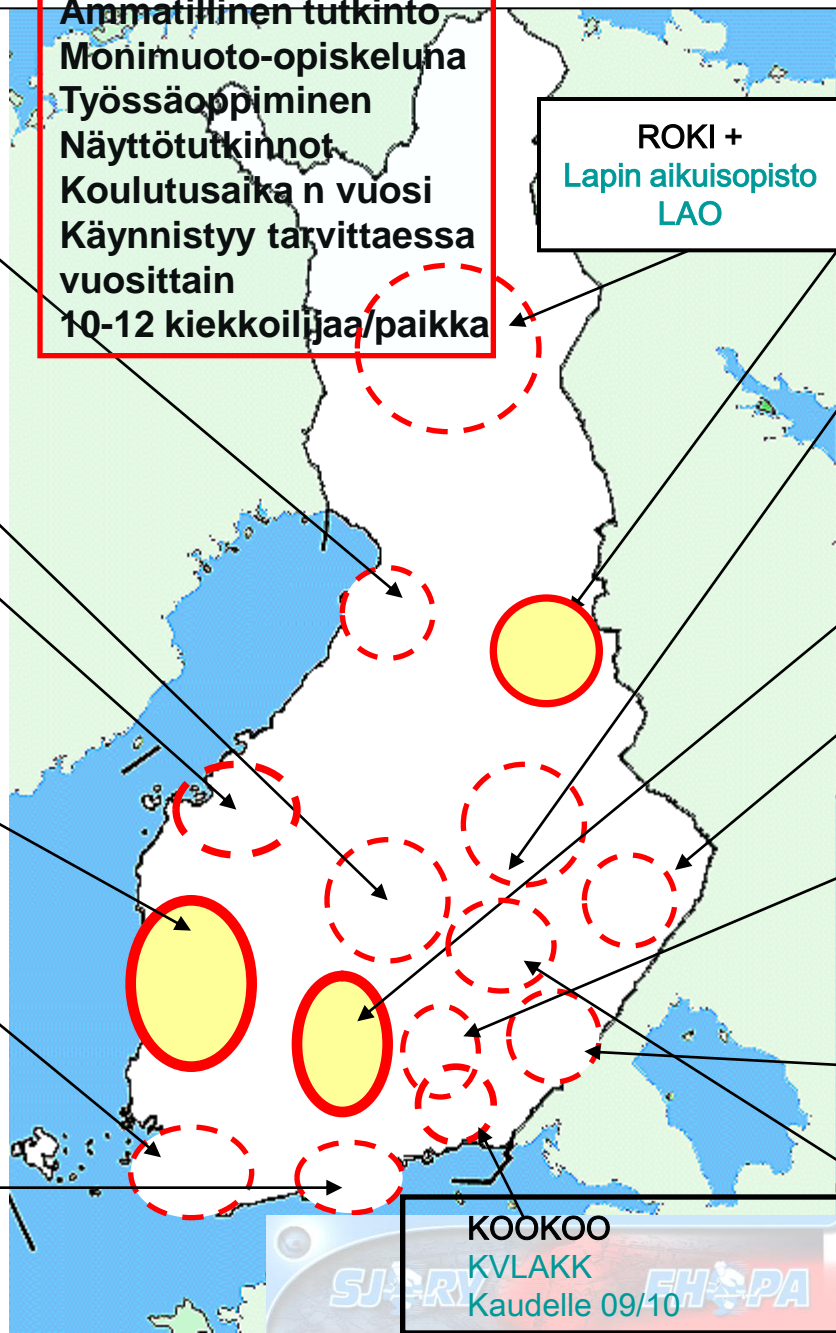 Ammatillinen tutkinto
Monimuoto-opiskeluna
Työssäoppiminen
Näyttötutkinnot
Koulutusaika n vuosi
Käynnistyy tarvittaessa
vuosittain
10-12 kiekkoilijaa/paikka
ROKI +
Lapin aikuisopisto
LAO
KOOKOO
KVLAKK
Kaudelle 09/10
SJRY